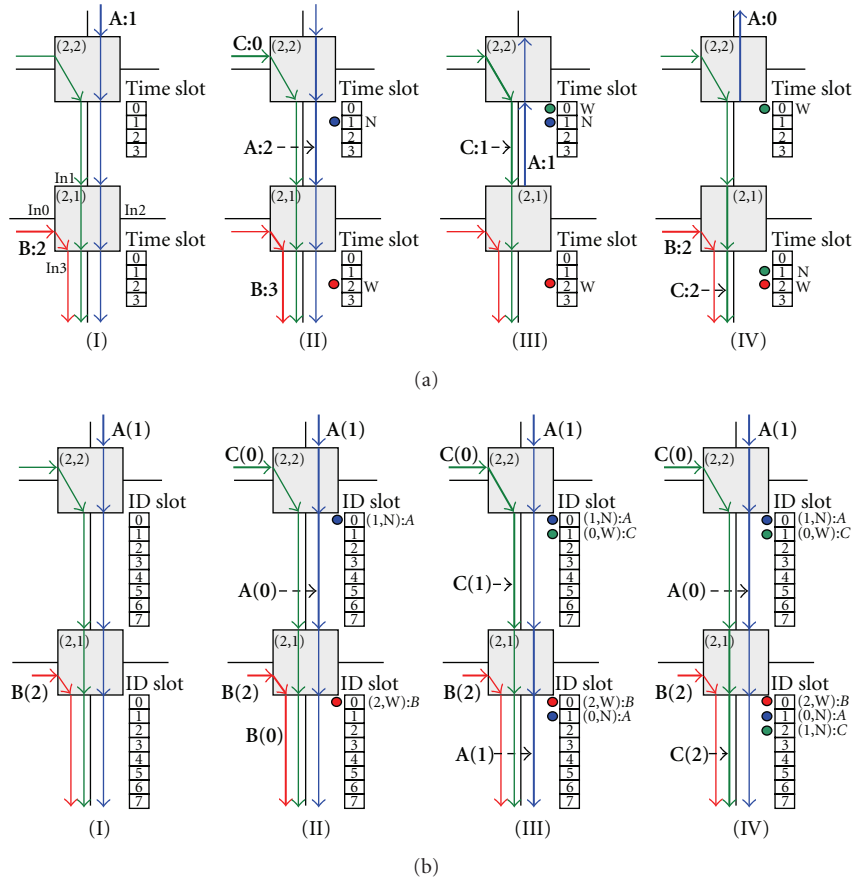 A:1
(2,2)
Time slot
0
1
2
3
In1
In0
(2,1)
In2
B:2
Time slot
In3
0
1
2
3
(I)
C:0
(2,2)
Time slot
0
1 N
2
3
A:2
(2,1)
Time slot
0
1
2 W
3
B:3
(II)
(2,2)
Time slot
0 W
1 N
2
3
C:1
A:1
(2,1)
Time slot
0
1
2 W
3
(III)
A:0
(2,2)
Time slot
0 W
1
2
3
(2,1)
B:2
Time slot
0
1 N
2 W
3
C:2
(IV)
(a)
A(1)
(2,2)
ID slot
0
1
2
3
4
5
6
7
(2,1)
B(2)
ID slot
0
1
2
3
4
5
6
7
(I)
A(1)
C(0)
(2,2)
ID slot
0 (1,N):A
1
2
3
4
5
6
7
A(0)
(2,1)
B(2)
ID slot
0 (2,W):B
1
2
3
4
5
6
7
B(0)
(II)
A(1)
C(0)
(2,2)
ID slot
0 (1,N):A
1 (0,W):C
2
3
4
5
6
7
C(1)
(2,1)
B(2)
ID slot
0 (2,W):B
1 (0,N):A
2
3
4
5
6
7
A(1)
(III)
A(1)
C(0)
(2,2)
ID slot
0 (1,N):A
1 (0,W):C
2
3
4
5
6
7
A(0)
(2,1)
B(2)
ID slot
0 (2,W):B
1 (0,N):A
2 (1,N):C
3
4
5
6
7
C(2)
(IV)
(b)